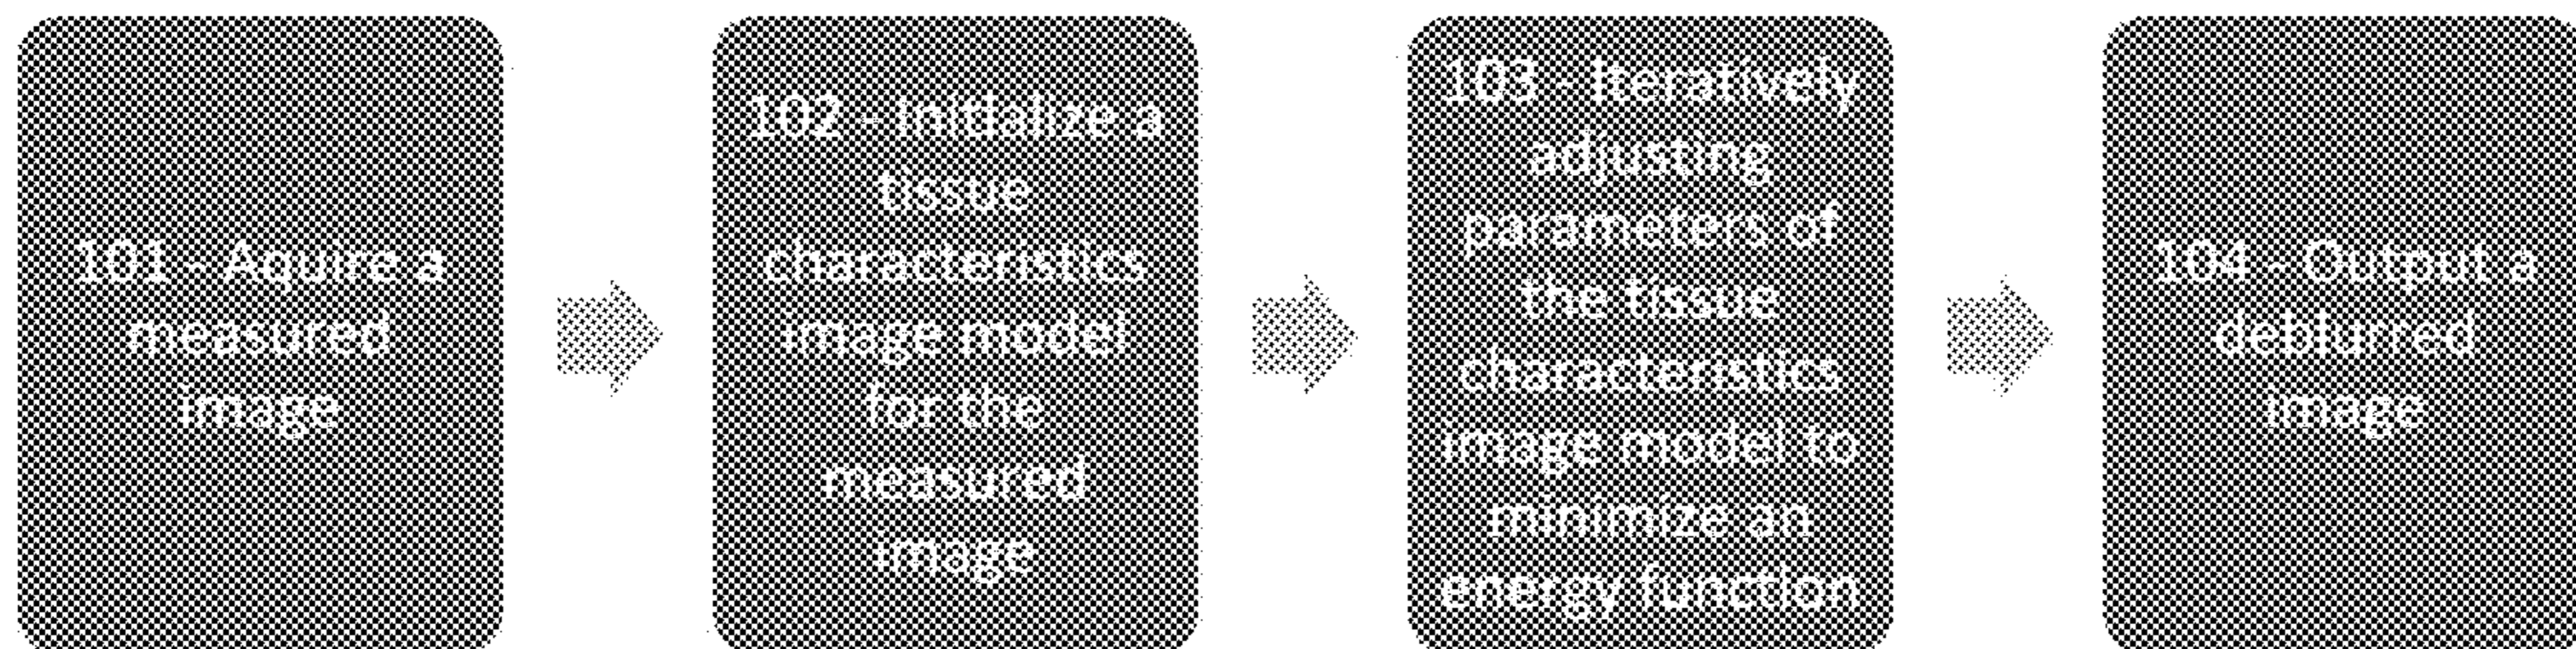 101 - Aquire a
measured
image
102 - Initialize a
tissue
characteristics
image model
for the
measured
image
103 - Iteratively
adjusting
parameters of
the tissue
characteristics
image model to
minimize an
energy function
104 - Output a
deblurred
image